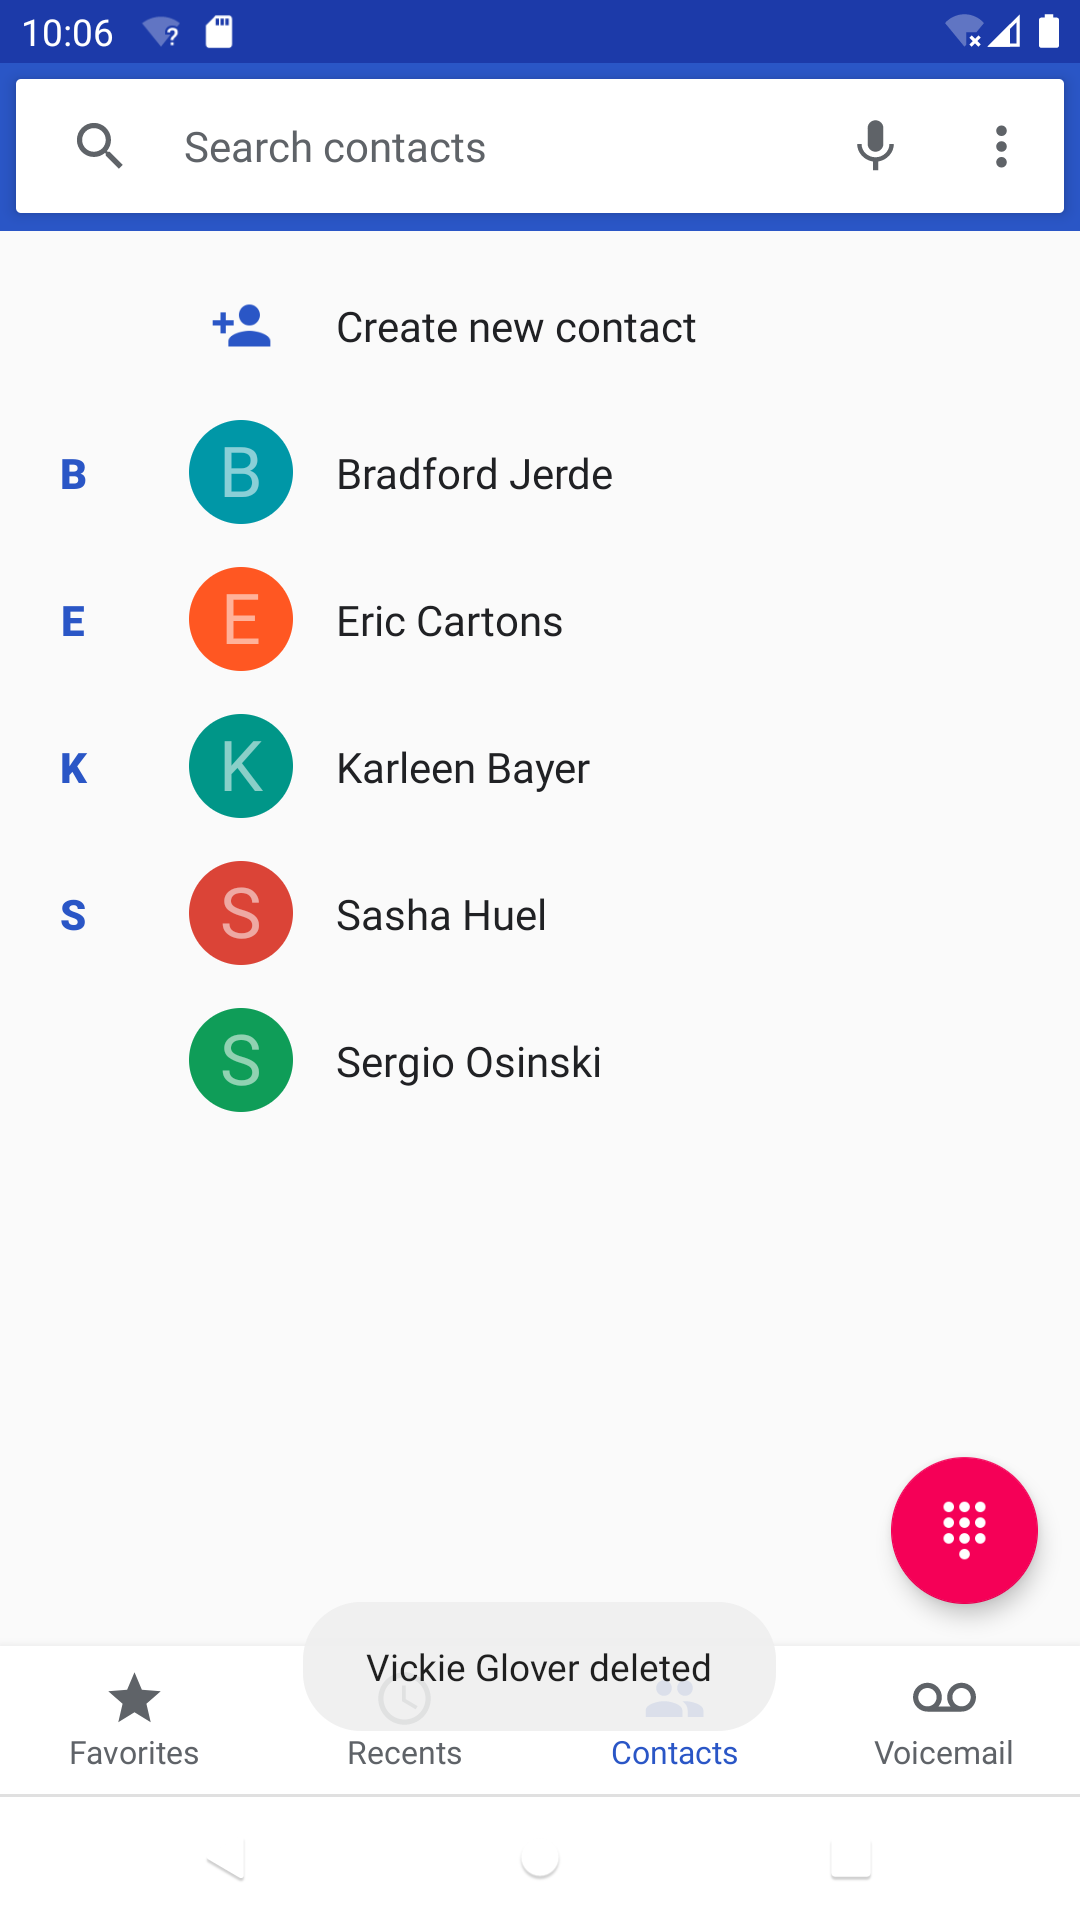 10:06
Search contacts
Create new contact
B
B
Bradford Jerde
E
E
Eric Cartons
K
K
Karleen Bayer
S
S
Sasha Huel
S
Sergio Osinski
Vickie Glover deleted
Favorites
Recents
Contacts
Voicemail